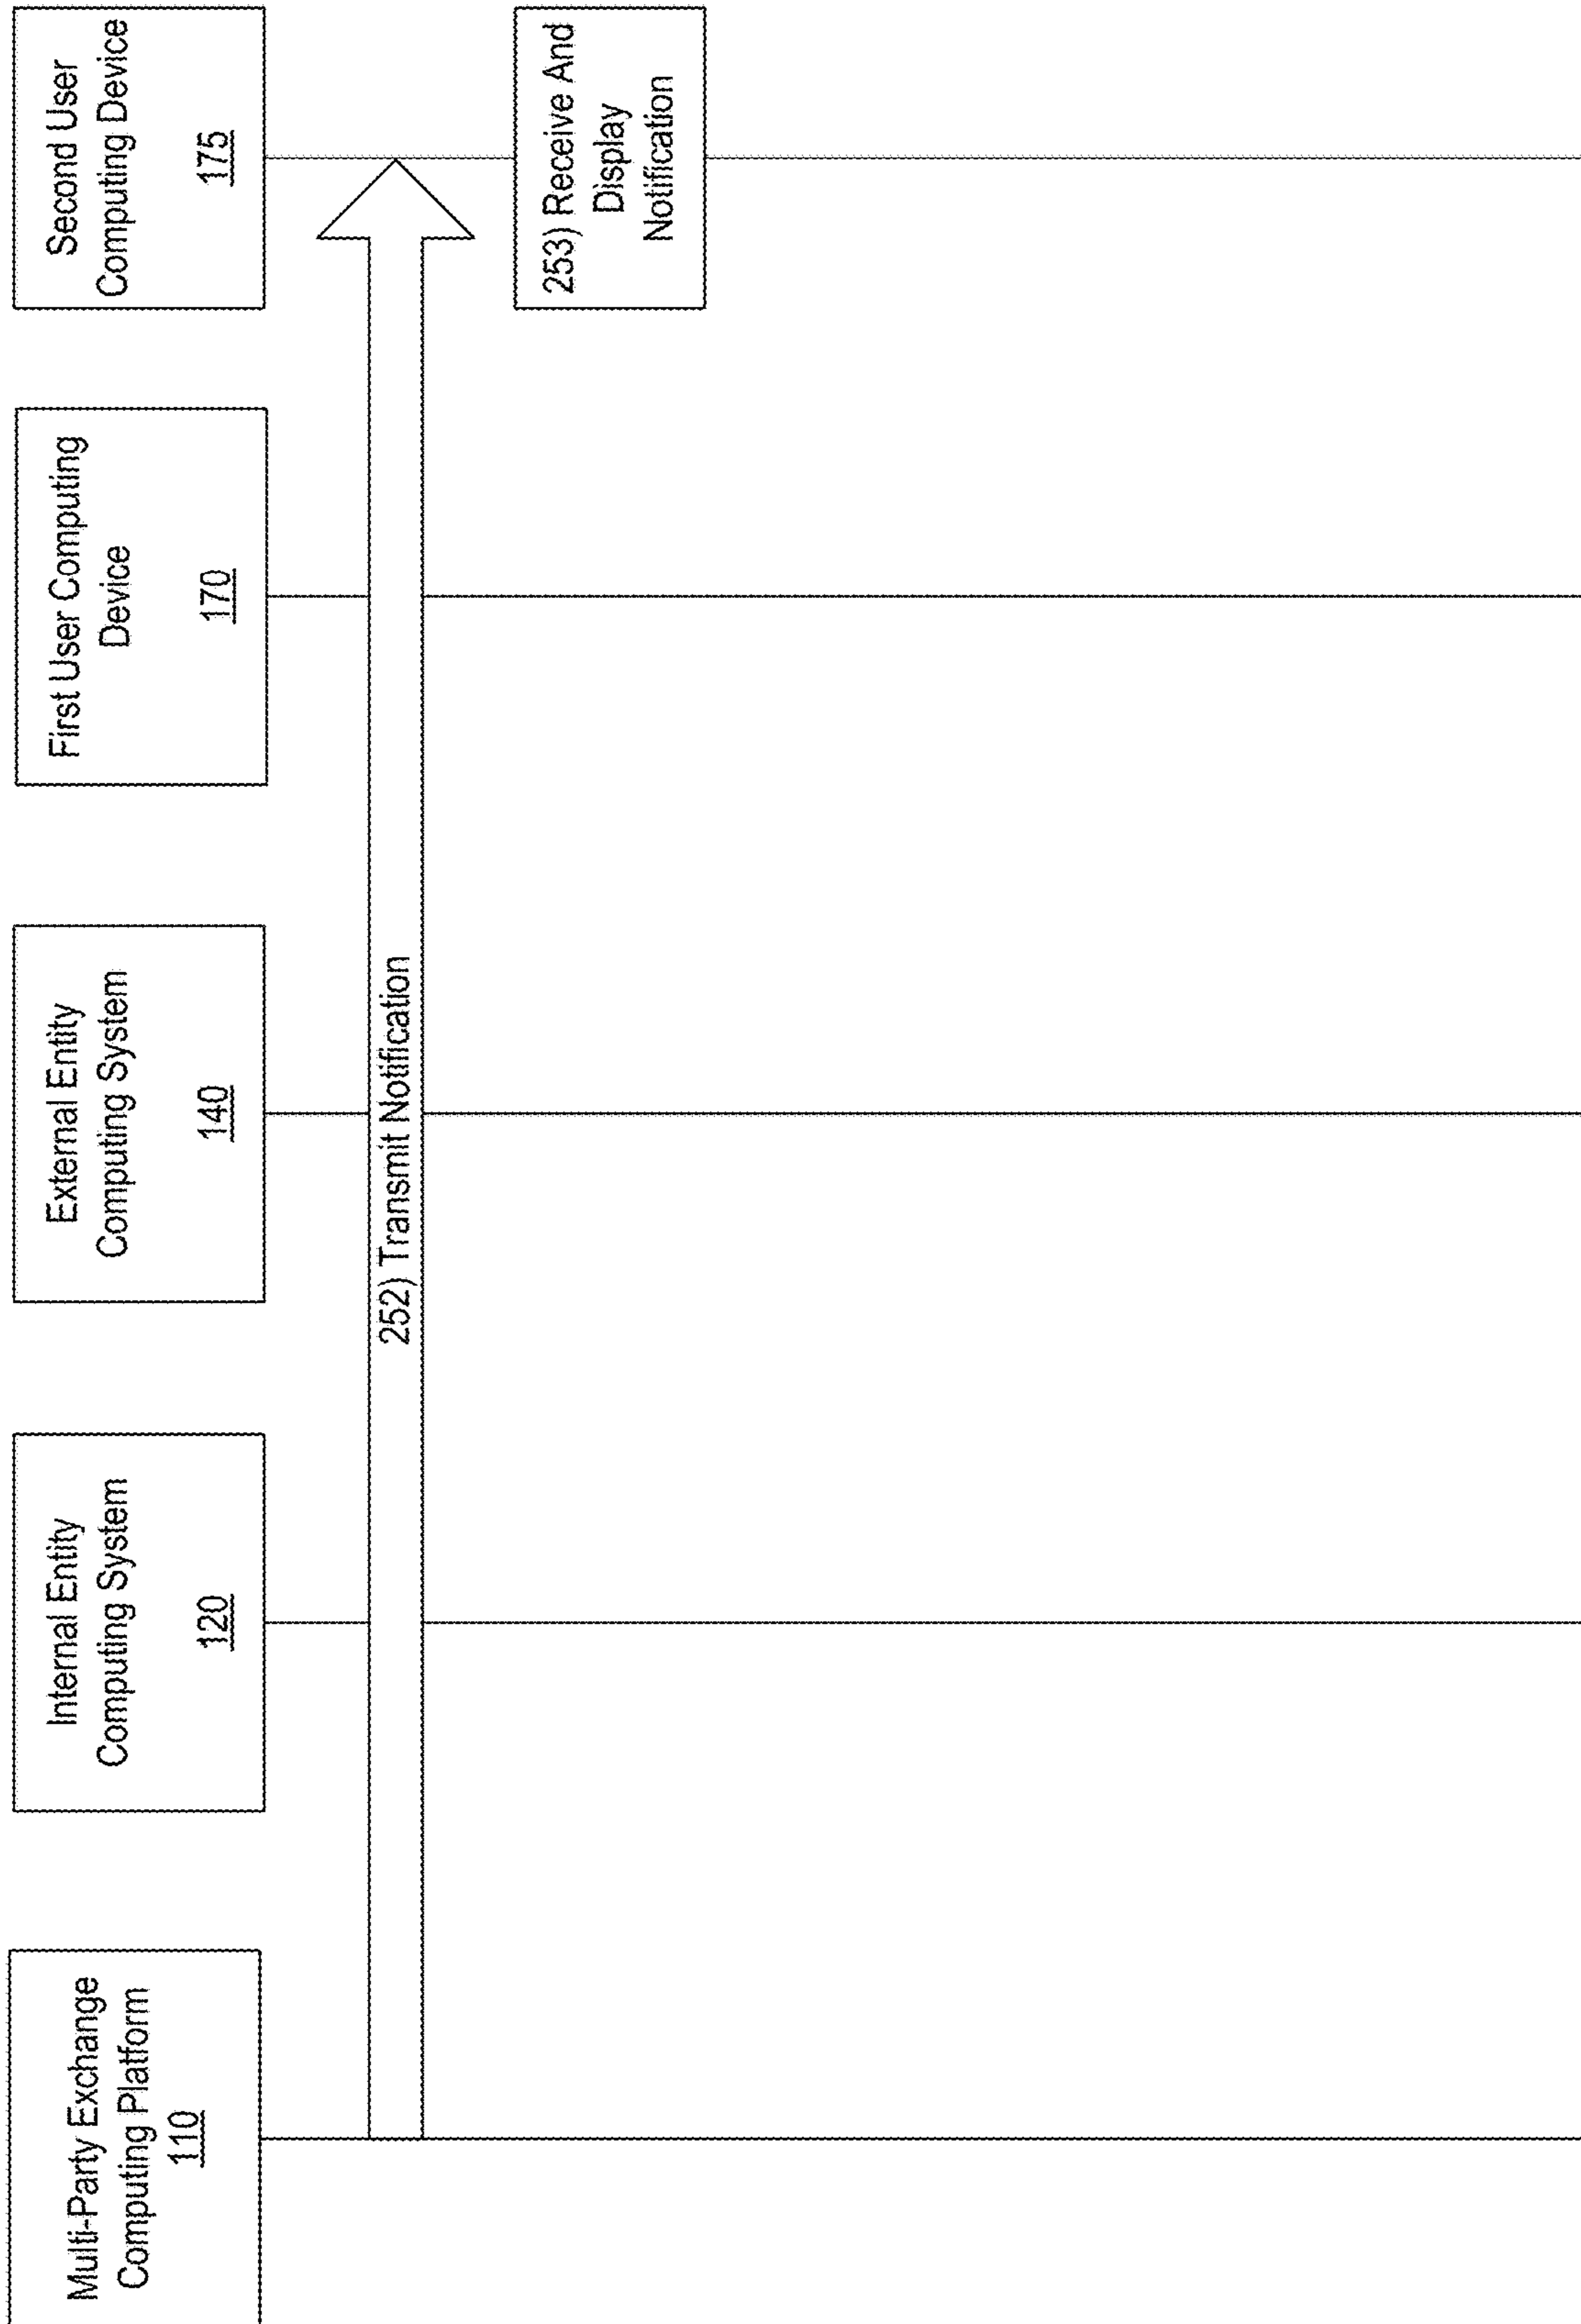 Multi-Party Exchange
Computing Platform
110
Internal Entity
Computing System
120
External Entity
Computing System
140
First User Computing
Device
170
Second User
Computing Device
175
252) Transmit Notification
253) Receive And
Display
Notification